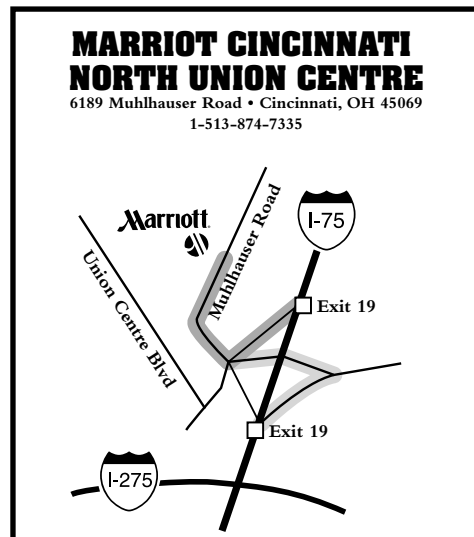 MARRIOT CINCINNATI
NORTH UNION CENTRE
6189 Muhlhauser Road • Cincinnati, OH 45069
1-513-874-7335
Marriott
Muhlhauser Road
I-75
Union Centre Blvd
Exit 19
Exit 19
I-275